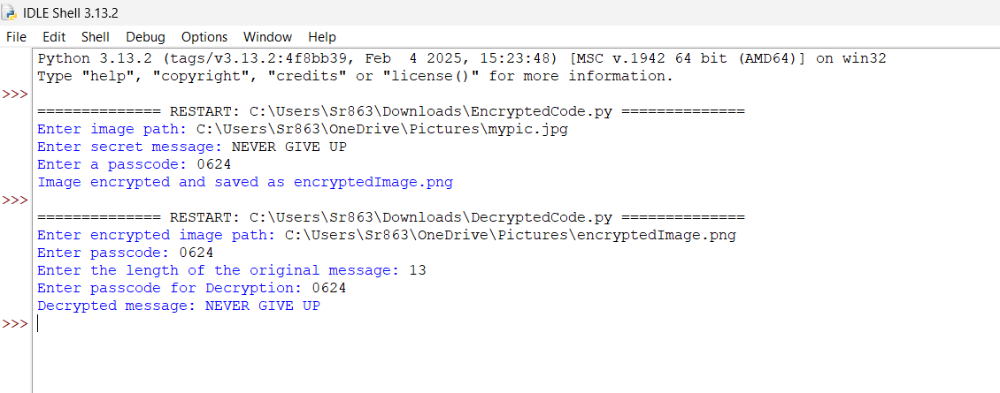 IDLE Shell 3.13.2
File Edit Shell Debug Options Window Help
Python 3.13.2 (tags/v3.13.2:4f8bb39, Feb  4 2025, 15:23:48) [MSC v.1942 64 bit (AMD64)] on win32
Type "help", "copyright", "credits" or "license()" for more information.
>>>
============== RESTART: C:\Users\Sr863\Downloads\EncryptedCode.py ==============
Enter image path: C:\Users\Sr863\OneDrive\Pictures\mypic.jpg
Enter secret message: NEVER GIVE UP
Enter a passcode: 0624
Image encrypted and saved as encryptedImage.png
>>>
============== RESTART: C:\Users\Sr863\Downloads\DecryptedCode.py ==============
Enter encrypted image path: C:\Users\Sr863\OneDrive\Pictures\encryptedImage.png
Enter passcode: 0624
Enter the length of the original message: 13
Enter passcode for Decryption: 0624
Decrypted message: NEVER GIVE UP
>>>